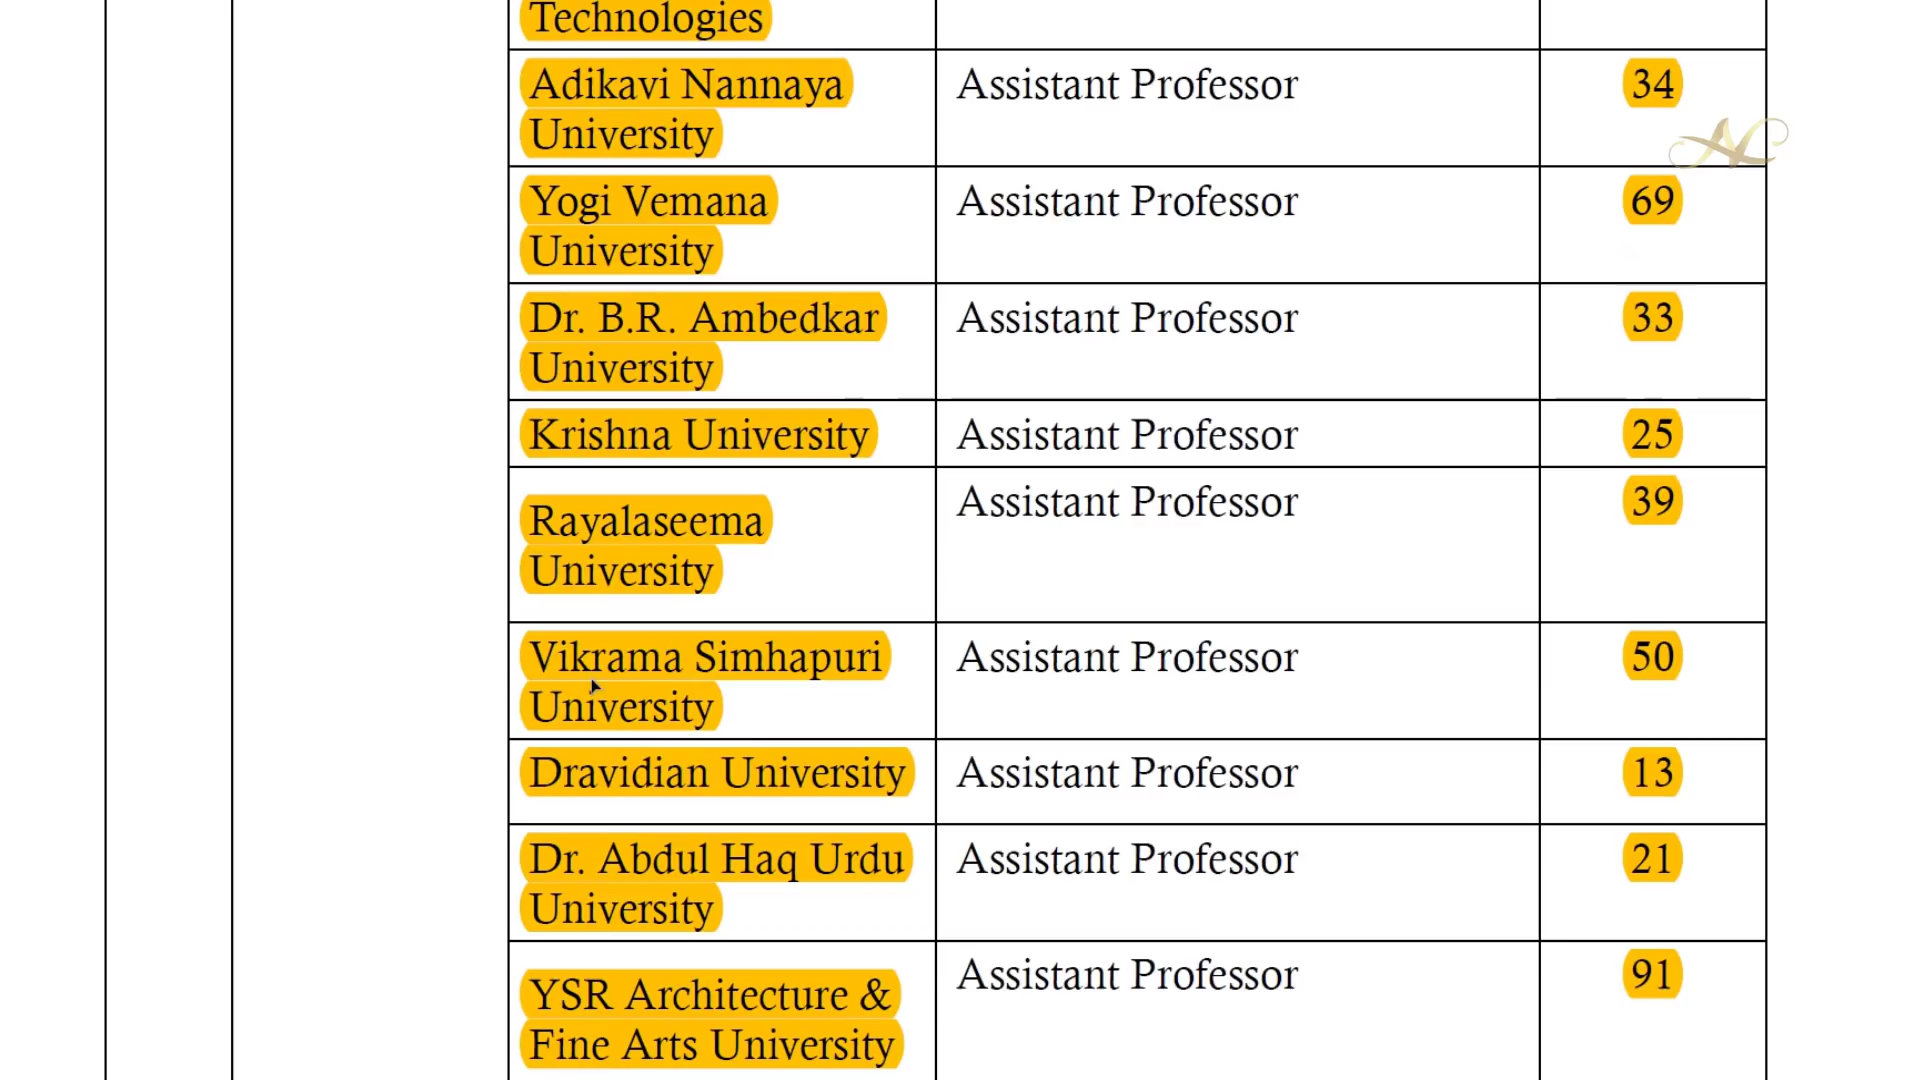 Technologies
Adikavi Nannaya Assistant Professor 34
University
Yogi Vemana Assistant Professor 69
University
Dr. B.R. Ambedkar Assistant Professor 33
University
Krishna University Assistant Professor 25
Assistant Professor 39
Rayalaseema
University
Vikrama Simhapuri Assistant Professor 50
University
Dravidian University Assistant Professor 13
Dr. Abdul Haq Urdu Assistant Professor 21
University
Assistant Professor 91
YSR Architecture &
Fine Arts University
AC